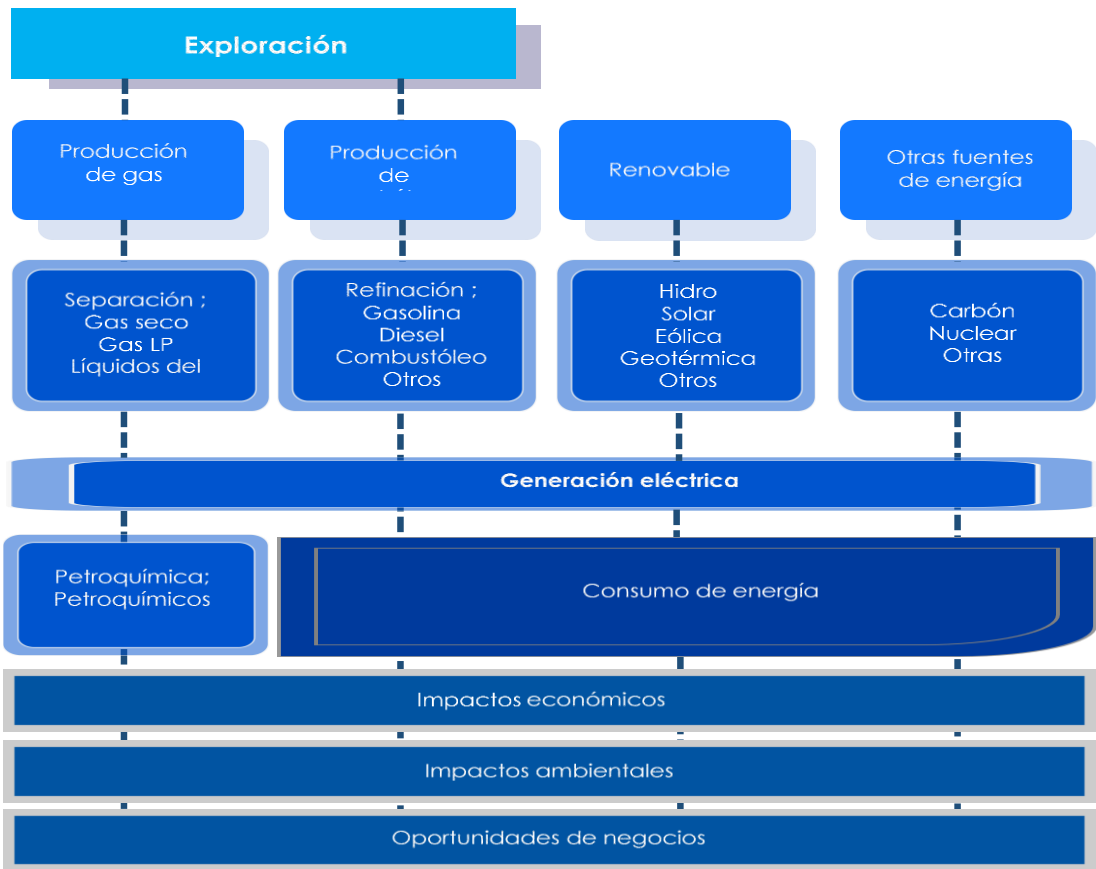 Exploración
Producción
de gas
Producción
de
Renovable
Otras fuentes
de energía
Separación ;
Gas seco
Gas LP
Líquidos del
Refinación ;
Gasolina
Diesel
Combustóleo
Otros
Hidro
Solar
Eólica
Geotérmica
Otros
Carbón
Nuclear
Otras
Generación eléctrica
Petroquímica;
Petroquímicos
Consumo de energía
Impactos económicos
Impactos ambientales
Oportunidades de negocios